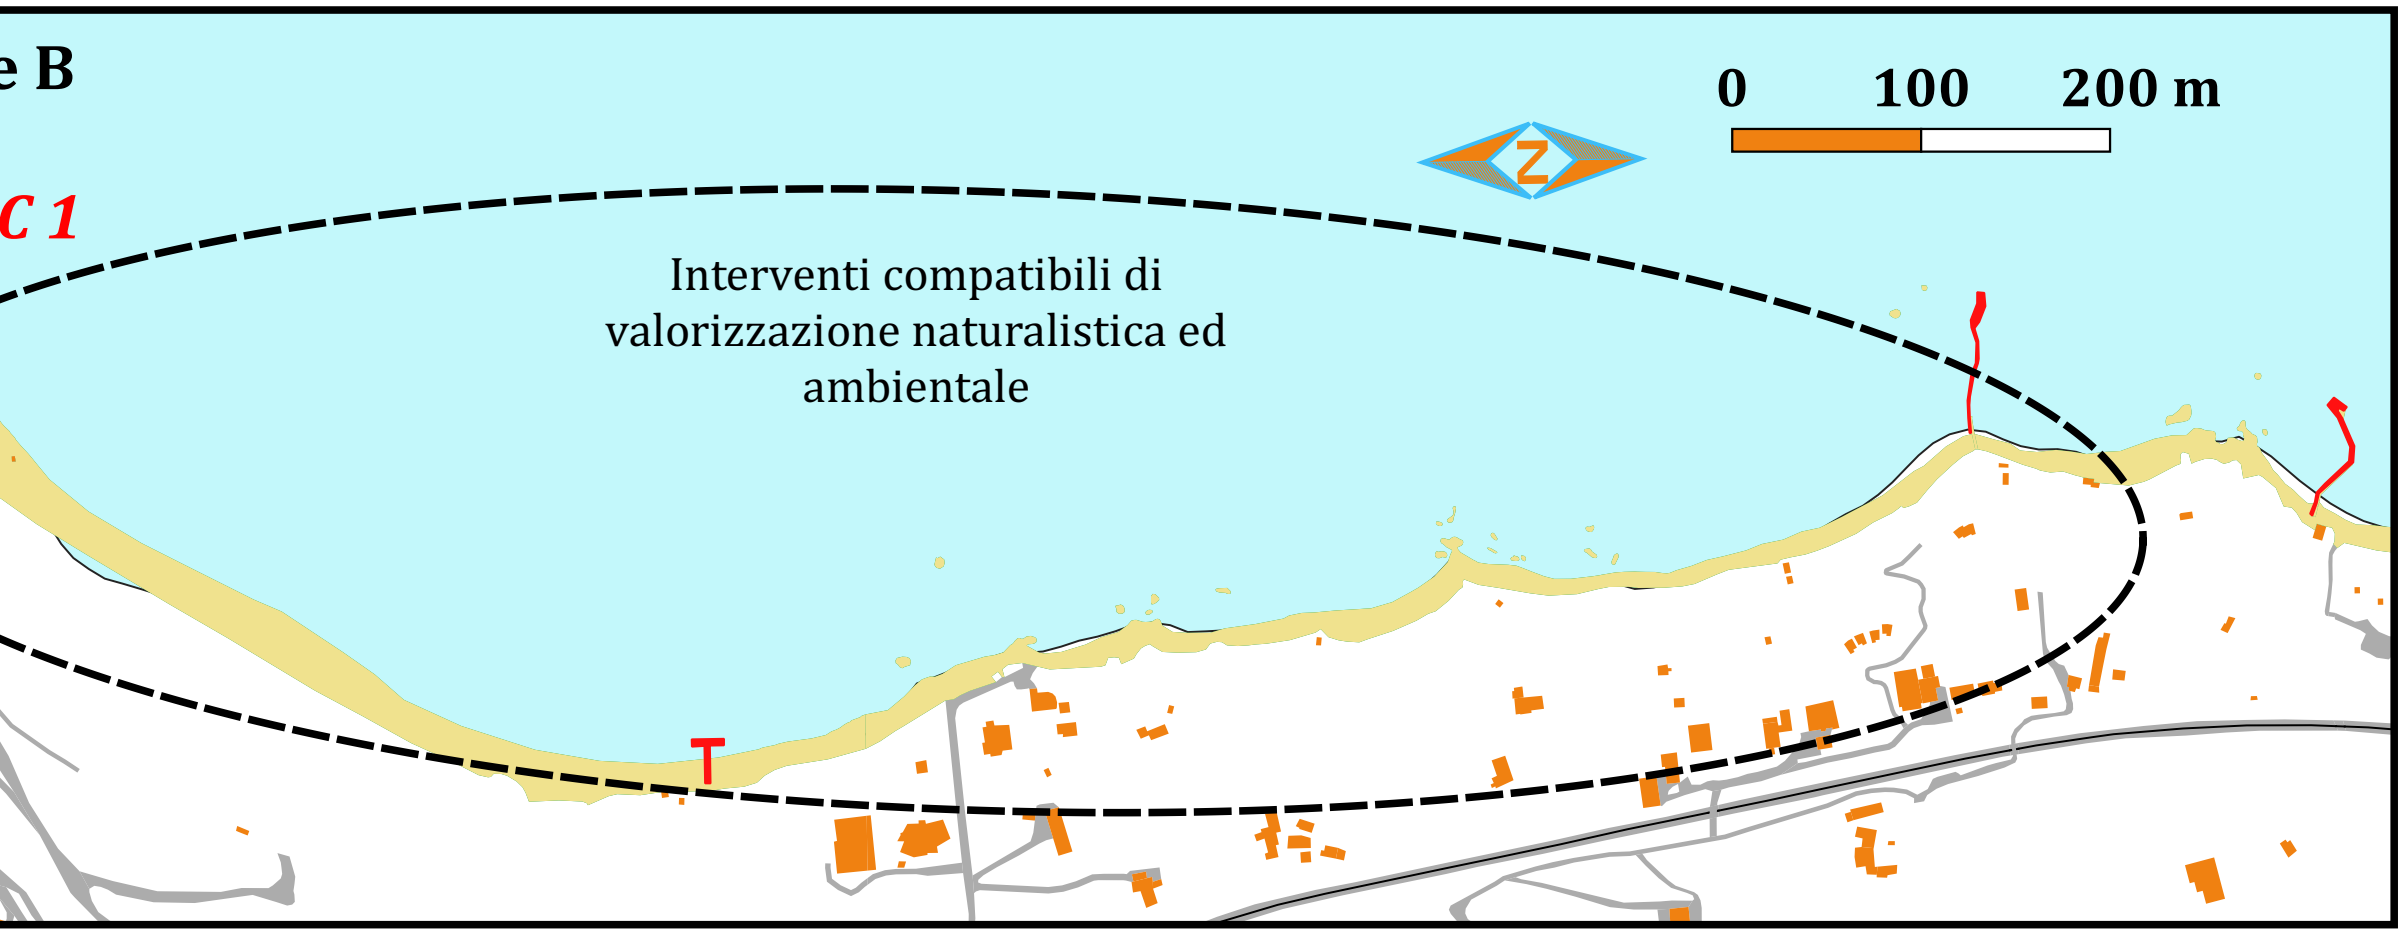 e B
0 100 200 m
N
C 1
Interventi compatibili di
valorizzazione naturalistica ed
ambientale